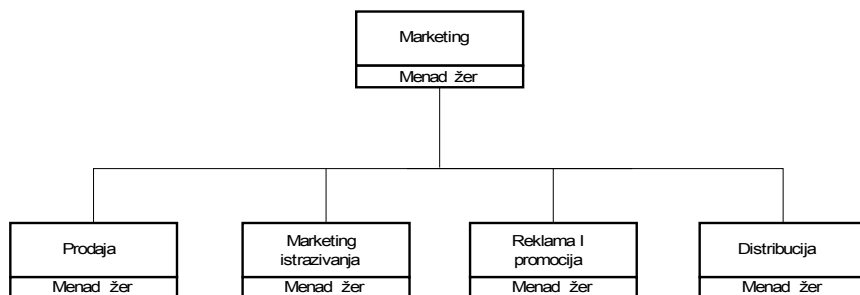 Marketing
Menad žer
Prodaja
Menad žer
Marketing
istrazivanja
Menad žer
Reklama I
promocija
Menad žer
Distribucija
Menad žer